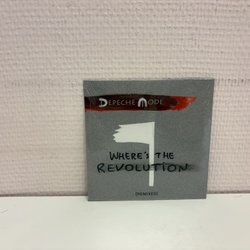 DEPECHE MODE
WHERE'S THE
REVOLUTION
[REMIXES]